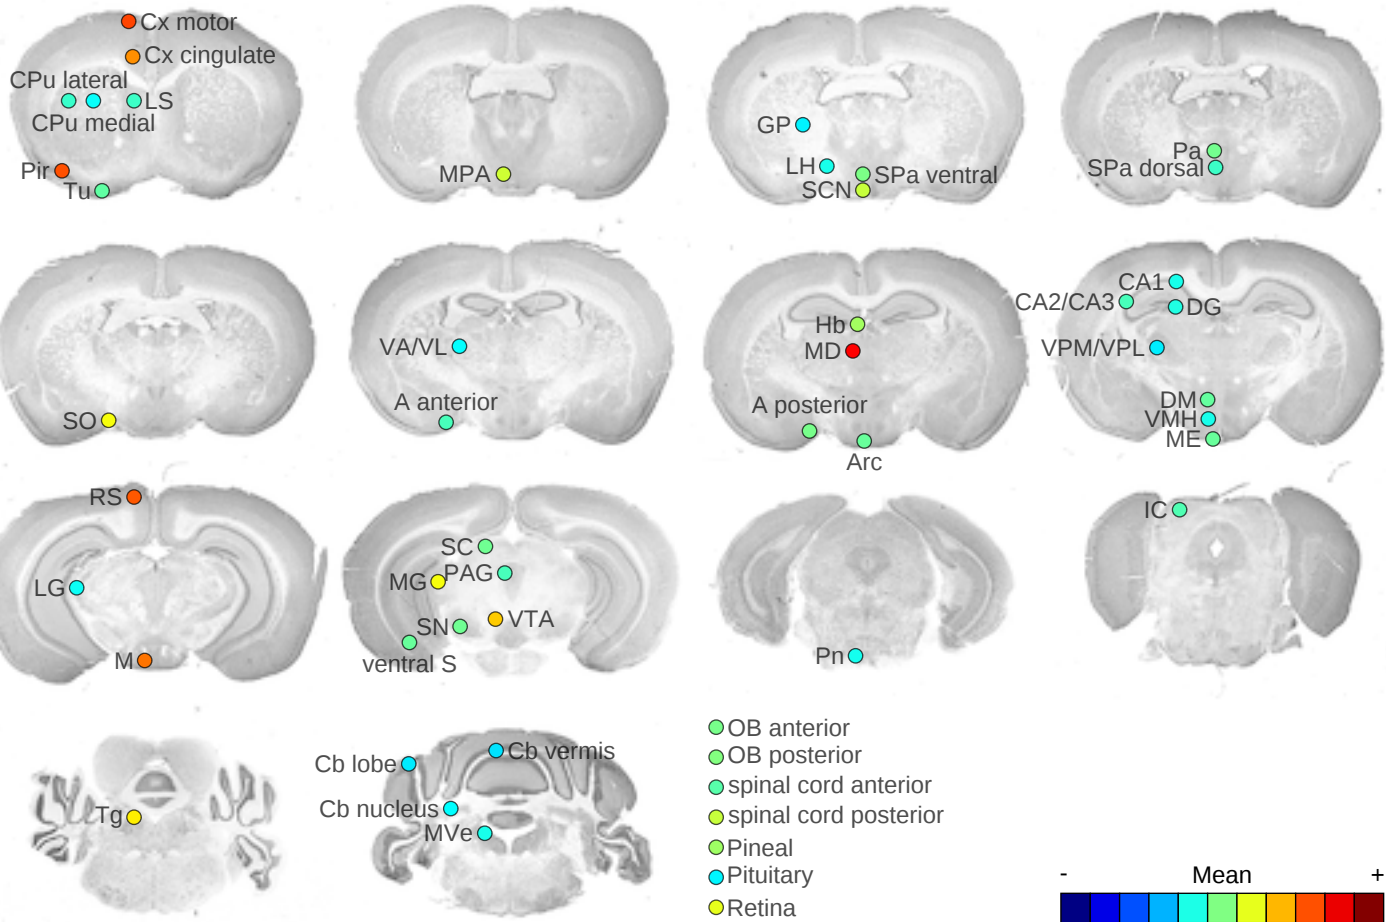 Cx motor
Cx cingulate
CPu lateral
LS
CPu medial
Pir
Tu
MPA
GP
LH
SPa ventral
SCN
Pa
SPa dorsal
SO
VA/VL
A anterior
Hb
MD
A posterior
Arc
CA1
CA2/CA3
DG
VPM/VPL
DM
VMH
ME
RS
LG
M
SC
PAG
MG
SN
VTA
ventral S
Pn
IC
Tg
Cb lobe
Cb vermis
Cb nucleus
MVe
OB anterior
OB posterior
spinal cord anterior
spinal cord posterior
Pineal
Pituitary
Retina
- Mean +